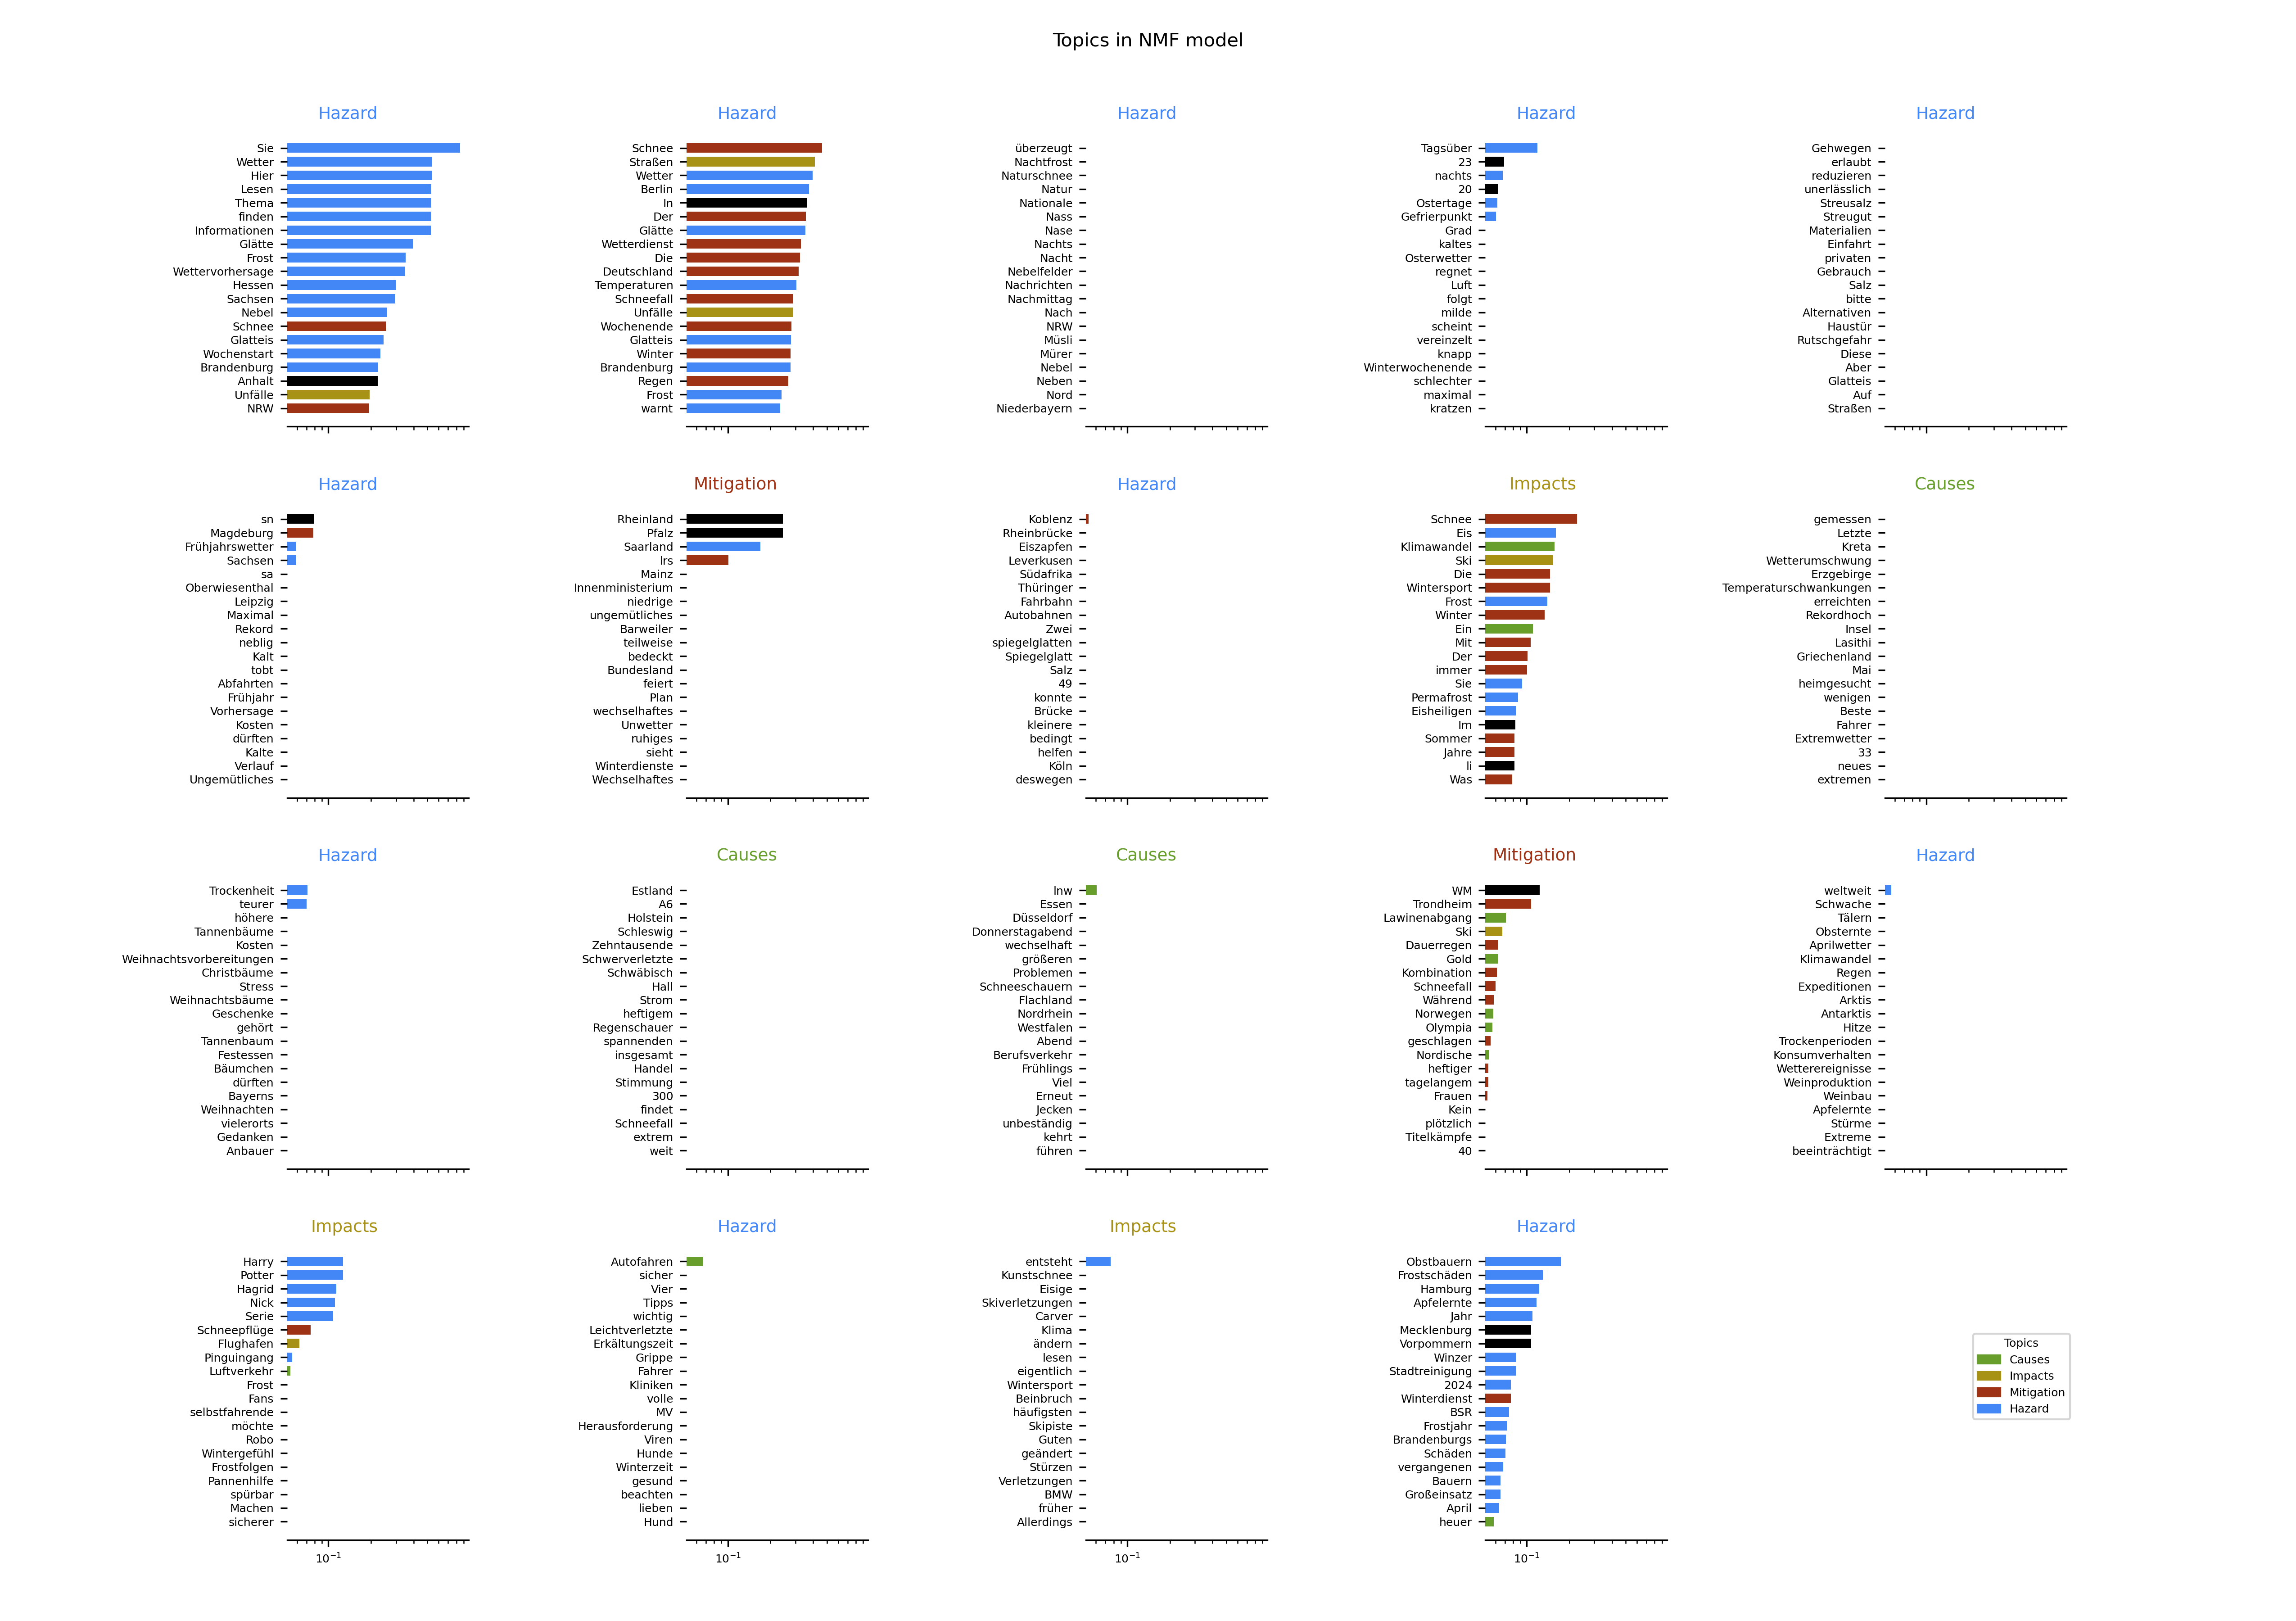 Topics in NMF model
Hazard
Sie
Wetter
Hier
Lesen
Thema
finden
Informationen
Glätte
Frost
Wettervorhersage
Hessen
Sachsen
Nebel
Schnee
Glatteis
Wochenstart
Brandenburg
Anhalt
Unfälle
NRW
Hazard
Schnee
Straßen
Wetter
Berlin
In
Der
Glätte
Wetterdienst
Die
Deutschland
Temperaturen
Schneefall
Unfälle
Wochenende
Glatteis
Winter
Brandenburg
Regen
Frost
warnt
Hazard
überzeugt
Nachtfrost
Naturschnee
Natur
Nationale
Nass
Nase
Nachts
Nacht
Nebelfelder
Nachrichten
Nachmittag
Nach
NRW
Müsli
Mürer
Nebel
Neben
Nord
Niederbayern
Hazard
Tagsüber
23
nachts
20
Ostertage
Gefrierpunkt
Grad
kaltes
Osterwetter
regnet
Luft
folgt
milde
scheint
vereinzelt
knapp
Winterwochenende
schlechter
maximal
kratzen
Hazard
Gehwegen
erlaubt
reduzieren
unerlässlich
Streusalz
Streugut
Materialien
Einfahrt
privaten
Gebrauch
Salz
bitte
Alternativen
Haustür
Rutschgefahr
Diese
Aber
Glatteis
Auf
Straßen
Hazard
sn
Magdeburg
Frühjahrswetter
Sachsen
sa
Oberwiesenthal
Leipzig
Maximal
Rekord
neblig
Kalt
tobt
Abfahrten
Frühjahr
Vorhersage
Kosten
dürften
Kalte
Verlauf
Ungemütliches
Mitigation
Rheinland
Pfalz
Saarland
lrs
Mainz
Innenministerium
niedrige
ungemütliches
Barweiler
teilweise
bedeckt
Bundesland
feiert
Plan
wechselhaftes
Unwetter
ruhiges
sieht
Winterdienste
Wechselhaftes
Hazard
Koblenz
Rheinbrücke
Eiszapfen
Leverkusen
Südafrika
Thüringer
Fahrbahn
Autobahnen
Zwei
spiegelglatten
Spiegelglatt
Salz
49
konnte
Brücke
kleinere
bedingt
helfen
Köln
deswegen
Impacts
Schnee
Eis
Klimawandel
Ski
Die
Wintersport
Frost
Winter
Ein
Mit
Der
immer
Sie
Permafrost
Eisheiligen
Im
Sommer
Jahre
li
Was
Causes
gemessen
Letzte
Kreta
Wetterumschwung
Erzgebirge
Temperaturschwankungen
erreichten
Rekordhoch
Insel
Lasithi
Griechenland
Mai
heimgesucht
wenigen
Beste
Fahrer
Extremwetter
33
neues
extremen
Hazard
Trockenheit
teurer
höhere
Tannenbäume
Kosten
Weihnachtsvorbereitungen
Christbäume
Stress
Weihnachtsbäume
Geschenke
gehört
Tannenbaum
Festessen
Bäumchen
dürften
Bayerns
Weihnachten
vielerorts
Gedanken
Anbauer
Causes
Estland
A6
Holstein
Schleswig
Zehntausende
Schwerverletzte
Schwäbisch
Hall
Strom
heftigem
Regenschauer
spannenden
insgesamt
Handel
Stimmung
300
findet
Schneefall
extrem
weit
Causes
lnw
Essen
Düsseldorf
Donnerstagabend
wechselhaft
größeren
Problemen
Schneeschauern
Flachland
Nordrhein
Westfalen
Abend
Berufsverkehr
Frühlings
Viel
Erneut
Jecken
unbeständig
kehrt
führen
Mitigation
WM
Trondheim
Lawinenabgang
Ski
Dauerregen
Gold
Kombination
Schneefall
Während
Norwegen
Olympia
geschlagen
Nordische
heftiger
tagelangem
Frauen
Kein
plötzlich
Titelkämpfe
40
Hazard
weltweit
Schwache
Tälern
Obsternte
Aprilwetter
Klimawandel
Regen
Expeditionen
Arktis
Antarktis
Hitze
Trockenperioden
Konsumverhalten
Wetterereignisse
Weinproduktion
Weinbau
Apfelernte
Stürme
Extreme
beeinträchtigt
Impacts
Harry
Potter
Hagrid
Nick
Serie
Schneepflüge
Flughafen
Pinguingang
Luftverkehr
Frost
Fans
selbstfahrende
möchte
Robo
Wintergefühl
Frostfolgen
Pannenhilfe
spürbar
Machen
sicherer
10⁻¹
Hazard
Autofahren
sicher
Vier
Tipps
wichtig
Leichtverletzte
Erkältungszeit
Grippe
Fahrer
Kliniken
volle
MV
Herausforderung
Viren
Hunde
Winterzeit
gesund
beachten
lieben
Hund
10⁻¹
Impacts
entsteht
Kunstschnee
Eisige
Skiverletzungen
Carver
Klima
ändern
lesen
eigentlich
Wintersport
Beinbruch
häufigsten
Skipiste
Guten
geändert
Stürzen
Verletzungen
BMW
früher
Allerdings
10⁻¹
Hazard
Obstbauern
Frostschäden
Hamburg
Apfelernte
Jahr
Mecklenburg
Vorpommern
Winzer
Stadtreinigung
2024
Winterdienst
BSR
Frostjahr
Brandenburgs
Schäden
vergangenen
Bauern
Großeinsatz
April
heuer
10⁻¹
Topics
Causes
Impacts
Mitigation
Hazard